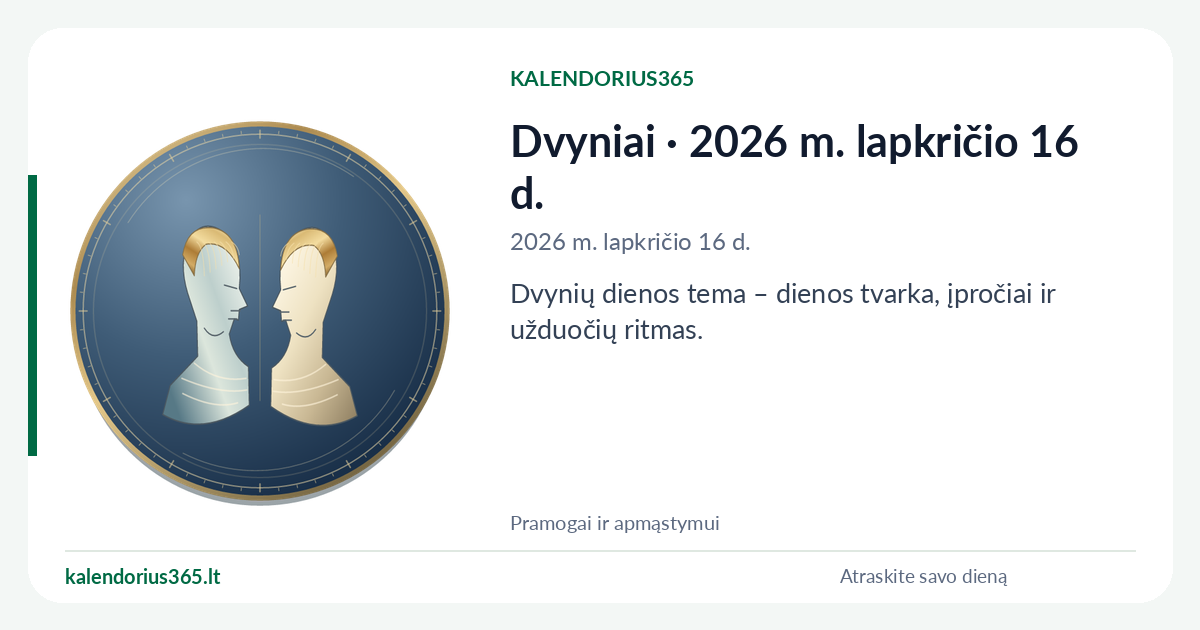 KALENDORIUS365
Dvyniai · 2026 m. lapkričio 16
d.
2026 m. lapkričio 16 d.
Dvynių dienos tema – dienos tvarka, įpročiai ir
užduočių ritmas.
Pramogai ir apmąstymui
kalendorius365.lt
Atraskite savo dieną